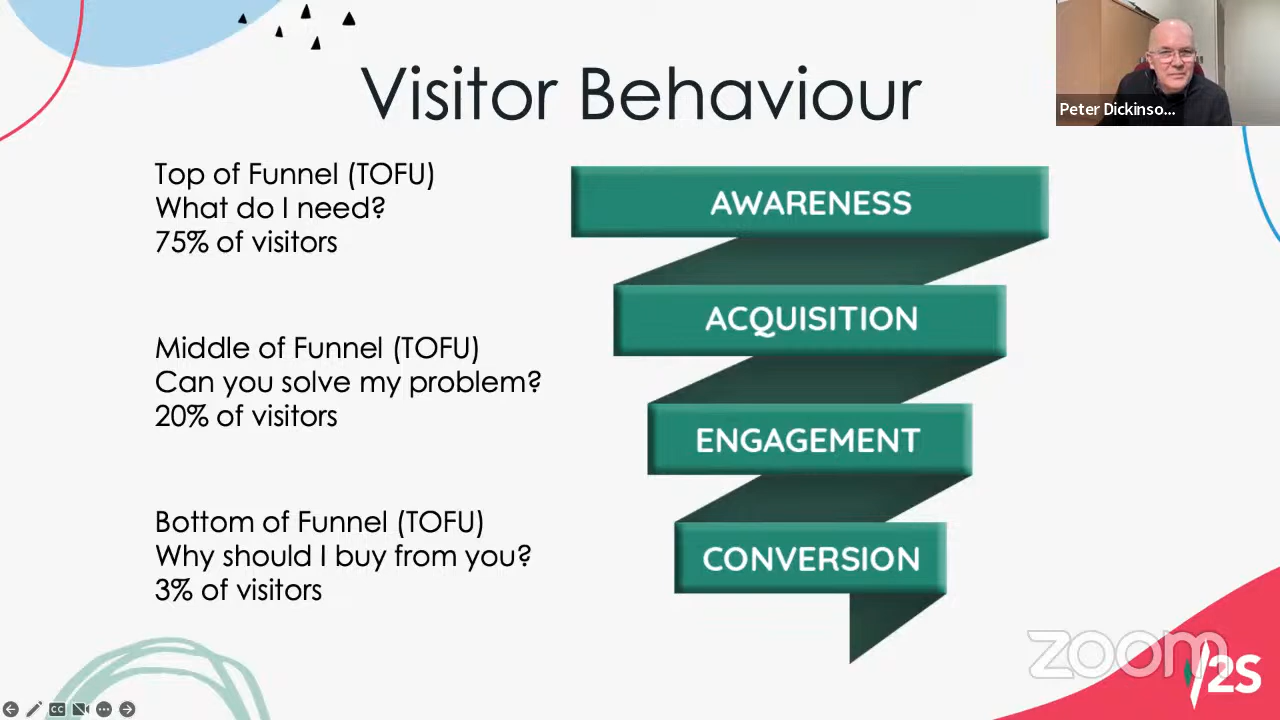 Visitor Behaviour
Peter Dickinso...
Top of Funnel (TOFU)
What do I need?
75% of visitors
Middle of Funnel (TOFU)
Can you solve my problem?
20% of visitors
Bottom of Funnel (TOFU)
Why should I buy from you?
3% of visitors
AWARENESS
ACQUISITION
ENGAGEMENT
CONVERSION
zoom
/2S
CC